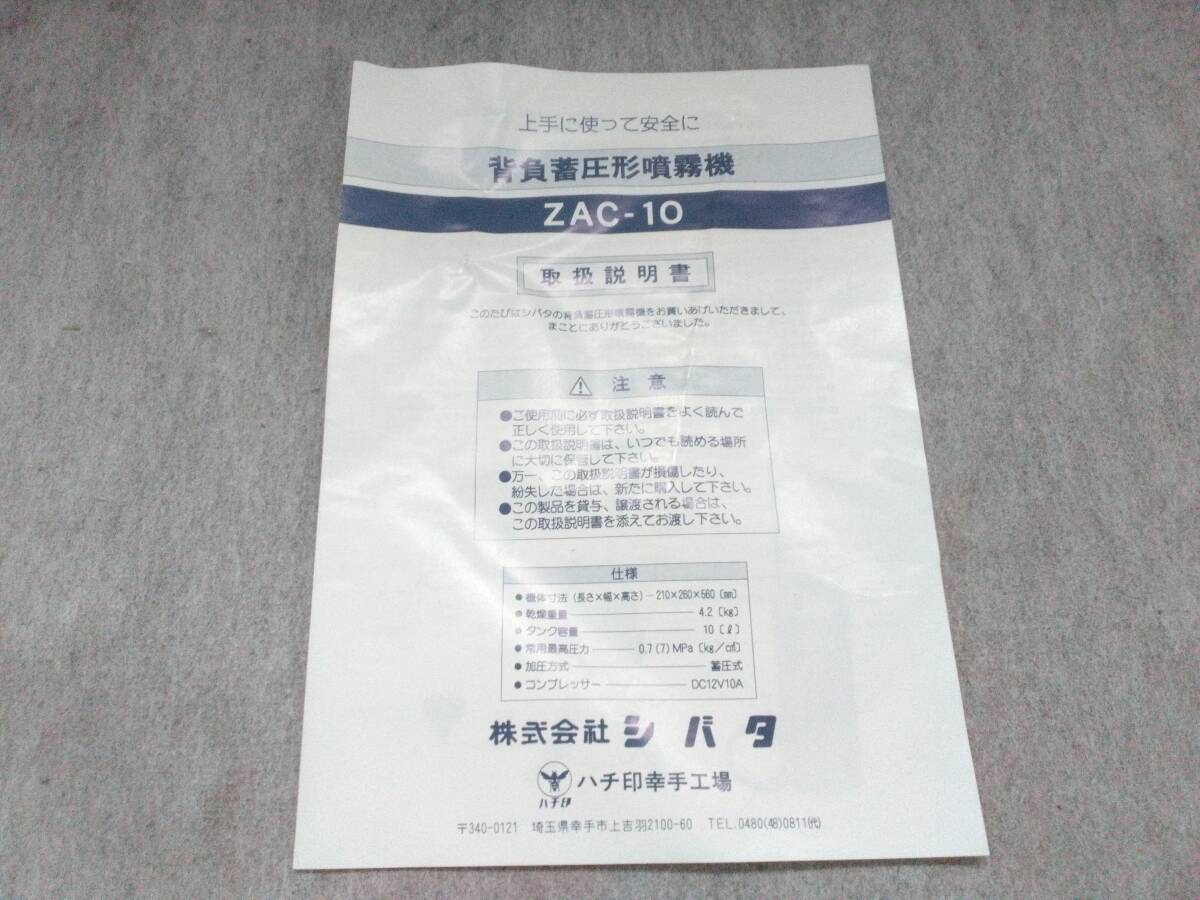 上手に使って安全に
背負蓄圧形噴霧機
ZAC-10
取扱説明書
このたびはシバタの背負蓄圧形噴霧機をお買いあげいただきまして、
まことにありがとうございました。
⚠ 注意
●ご使用前に必ず取扱説明書をよく読んで
正しく使用して下さい。
●この取扱説明書は、いつでも読める場所
に大切に保管して下さい。
●万一、この取扱説明書が損傷したり、
紛失した場合は、新たに購入して下さい。
●この製品を貸与、譲渡される場合は、
この取扱説明書を添えてお渡し下さい。
仕様
●機体寸法(長さ×幅×高さ)―210×260×560〔mm〕
●乾燥重量―4.2〔kg〕
●タンク容量―10〔ℓ〕
●常用最高圧力―0.7(7)MPa〔kg/㎠〕
●加圧方式―蓄圧式
●コンプレッサー―DC12V10A
株式会社シバタ
ハチ印 ハチ印幸手工場
〒340-0121 埼玉県幸手市上吉羽2100-60 TEL.0480(48)0811㈹